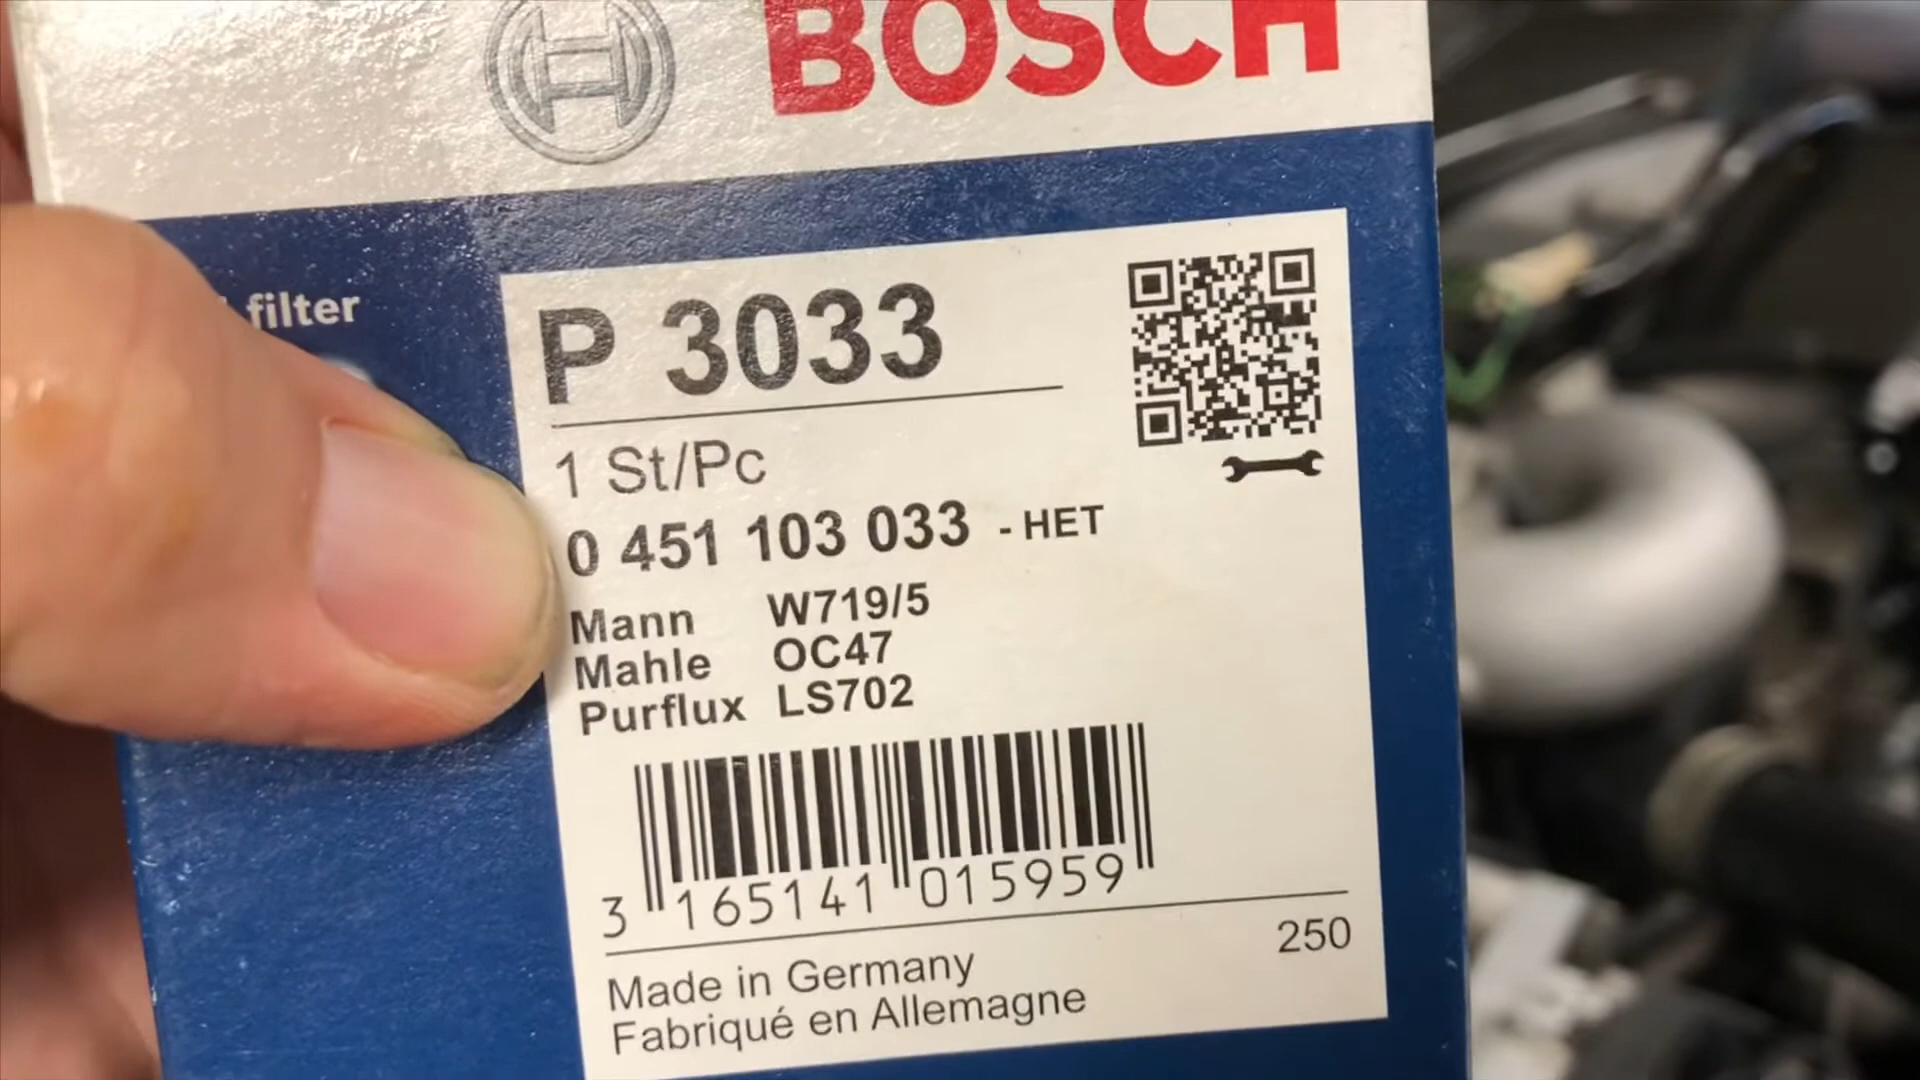 BOSCH
filter
P 3033
1 St/Pc
0 451 103 033 - HET
Mann W719/5
Mahle OC47
Purflux LS702
3 165141 015959
250
Made in Germany
Fabriqué en Allemagne